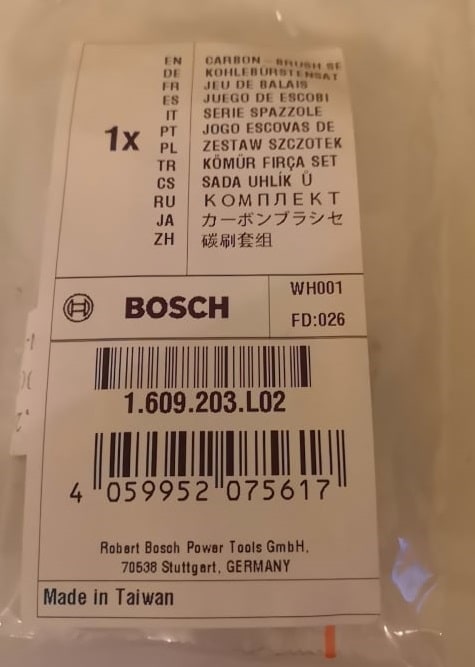 1x
EN CARBON - BRUSH SE
DE KOHLEBÜRSTENSAT
FR JEU DE BALAIS
ES JUEGO DE ESCOBI
IT SERIE SPAZZOLE
PT JOGO ESCOVAS DE
PL ZESTAW SZCZOTEK
TR KÖMÜR FIRÇA SET
CS SADA UHLÍK Ů
RU КОМПЛЕКТ
JA カーボンブラシセ
ZH 碳刷套组
BOSCH
WH001
FD:026
1.609.203.L02
4 059952 075617
Robert Bosch Power Tools GmbH,
70538 Stuttgart, GERMANY
Made in Taiwan